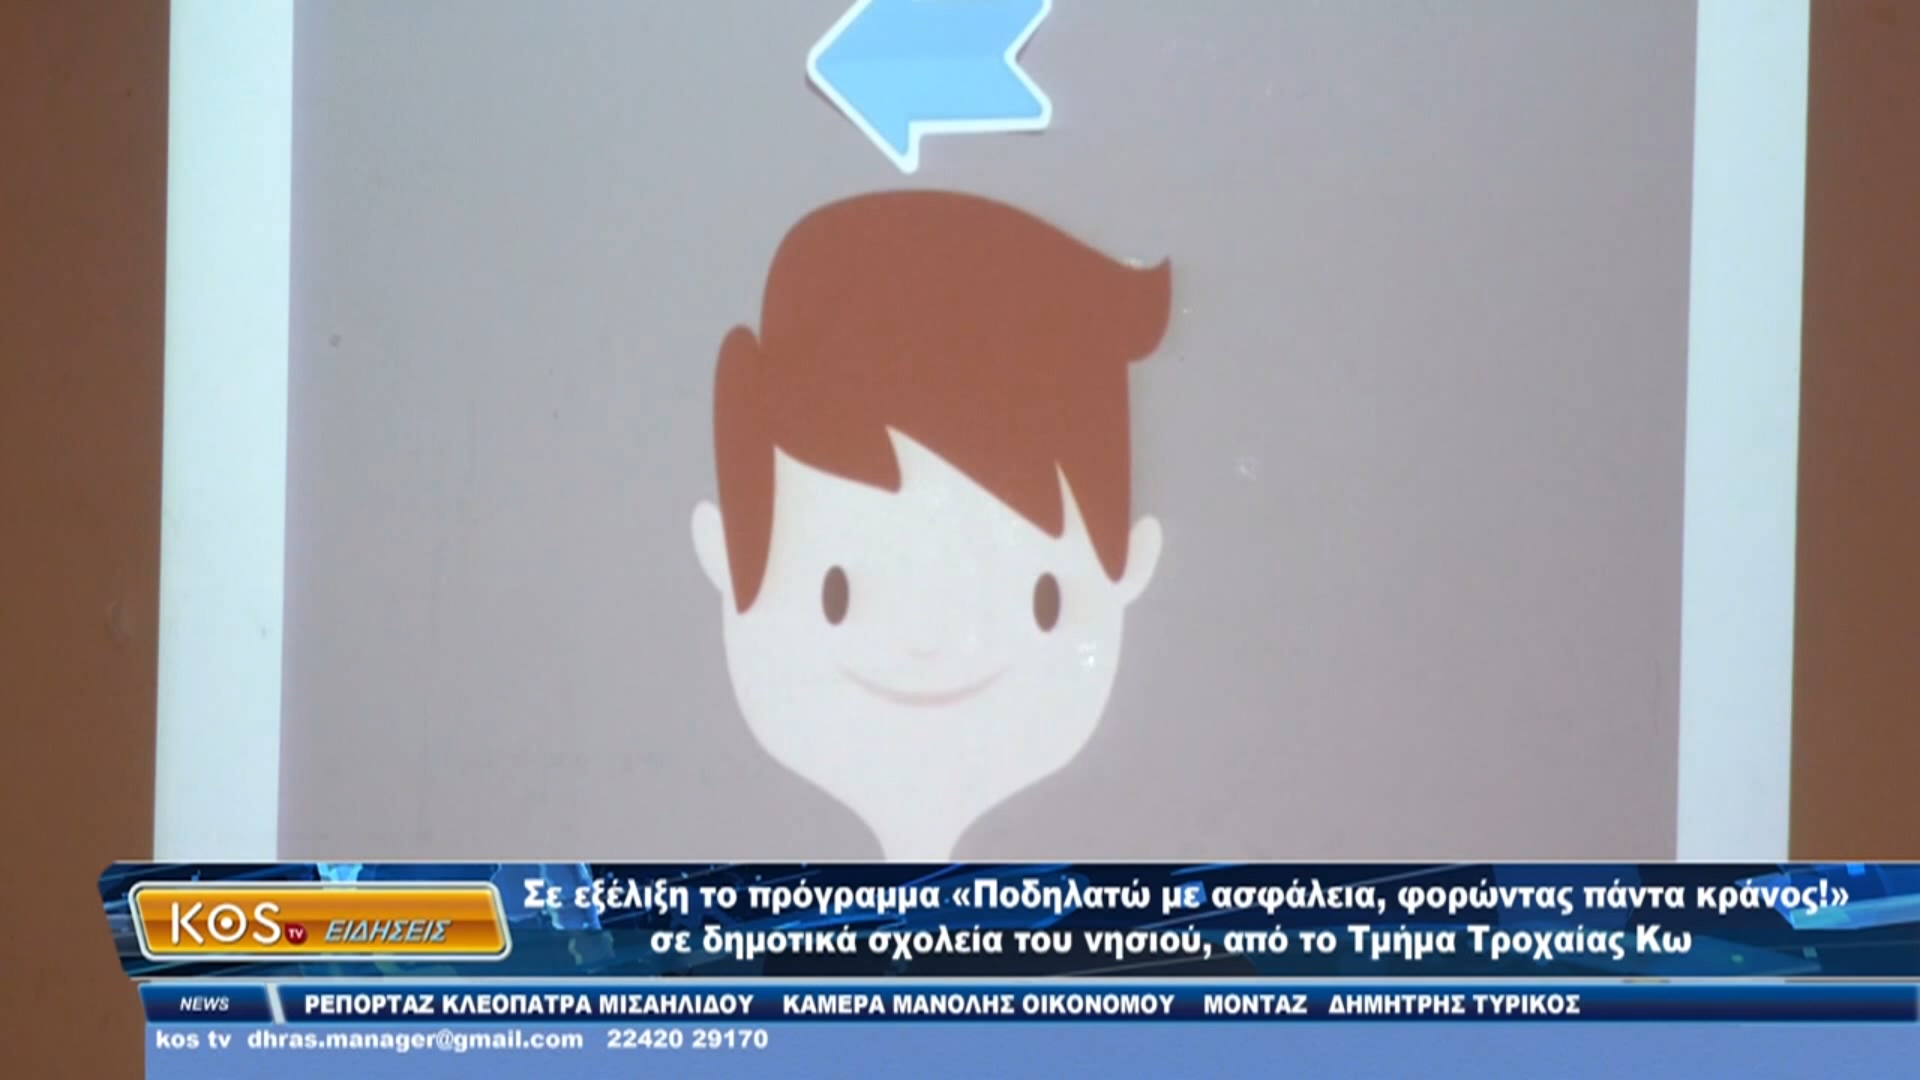 Σε εξέλιξη το πρόγραμμα «Ποδηλατώ με ασφάλεια, φορώντας πάντα κράνος!»
KOS TV ΕΙΔΗΣΕΙΣ
σε δημοτικά σχολεία του νησιού, από το Τμήμα Τροχαίας Κω
NEWS ΡΕΠΟΡΤΑΖ ΚΛΕΟΠΑΤΡΑ ΜΙΣΑΗΛΙΔΟΥ ΚΑΜΕΡΑ ΜΑΝΟΛΗΣ ΟΙΚΟΝΟΜΟΥ ΜΟΝΤΑΖ ΔΗΜΗΤΡΗΣ ΤΥΡΙΚΟΣ
kos tv dhras.manager@gmail.com 22420 29170